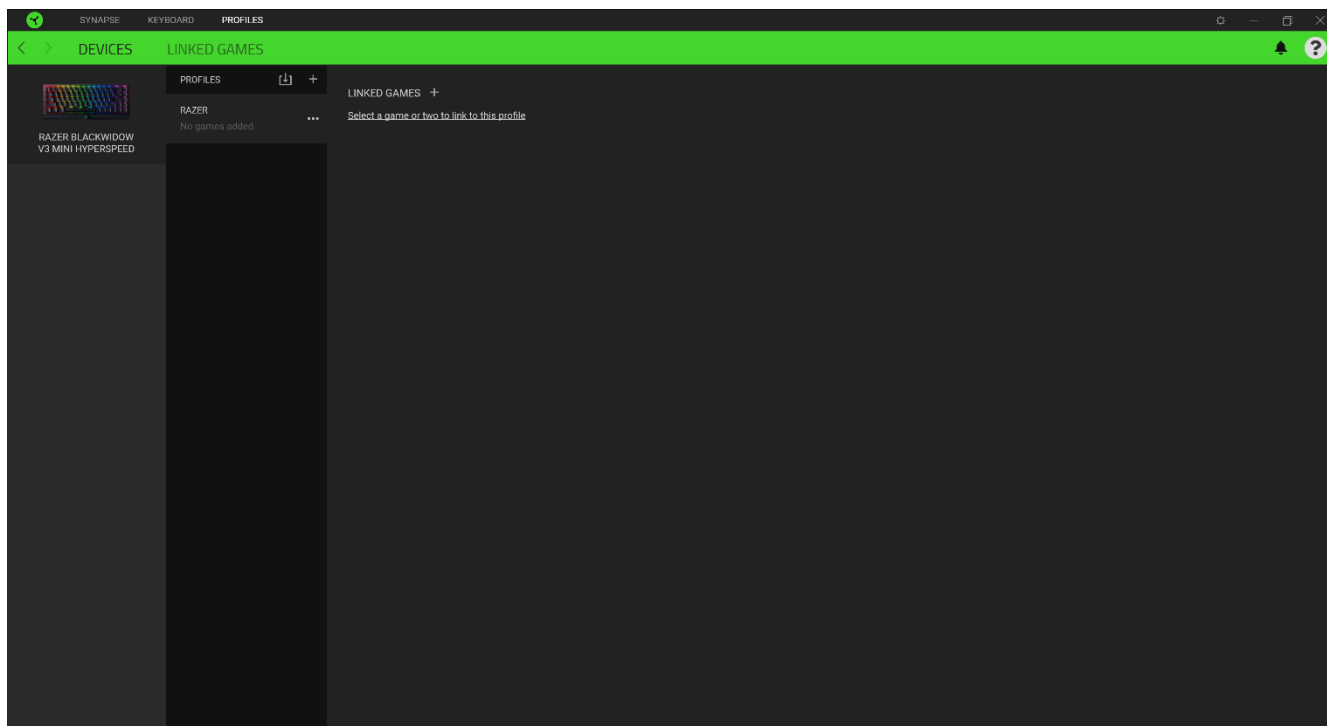 SYNAPSE KEYBOARD PROFILES
DEVICES LINKED GAMES
RAZER BLACKWIDOW
V3 MINI HYPERSPEED
PROFILES
RAZER
No games added
LINKED GAMES +
Select a game or two to link to this profile